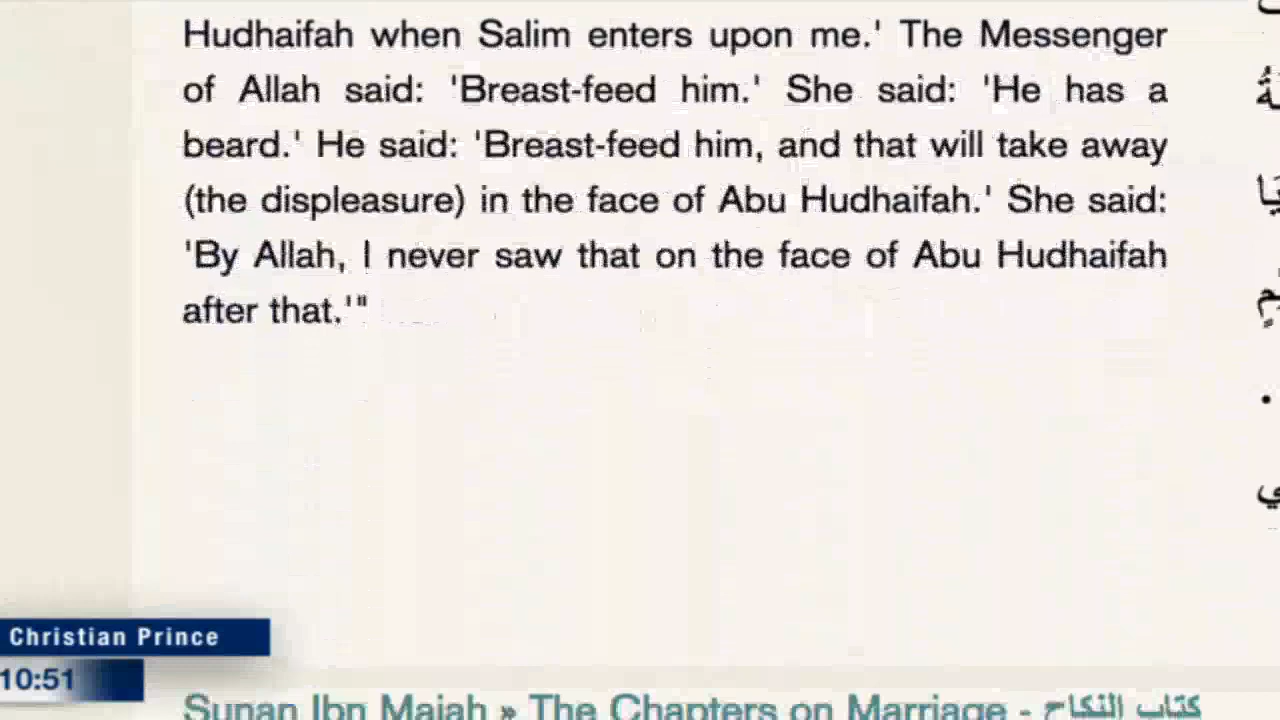 Hudhaifah when Salim enters upon me.' The Messenger
of Allah said: 'Breast-feed him.' She said: 'He has a
beard.' He said: 'Breast-feed him, and that will take away
(the displeasure) in the face of Abu Hudhaifah.' She said:
'By Allah, I never saw that on the face of Abu Hudhaifah
after that.'"
Christian Prince
10:51
Sunan Ibn Majah » The Chapters on Marriage - كتاب النكاح